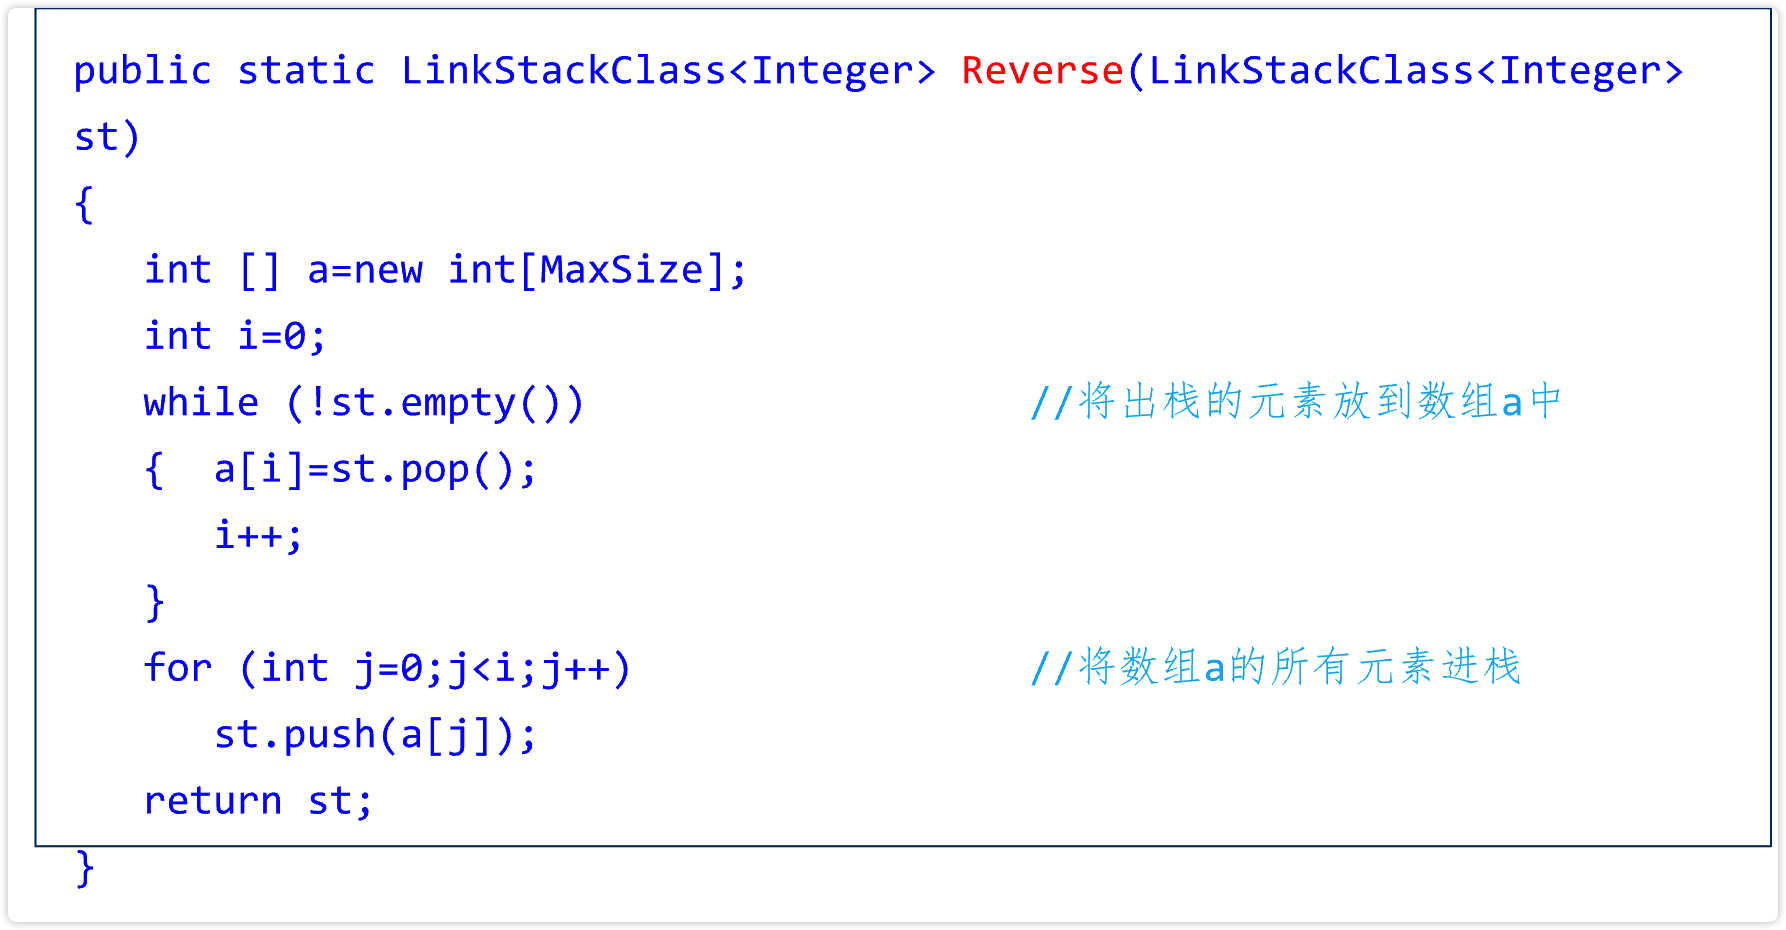 public static LinkStackClass<Integer> Reverse(LinkStackClass<Integer>
st)
{
int [] a=new int[MaxSize];
int i=0;
while (!st.empty()) //将出栈的元素放到数组a中
{ a[i]=st.pop();
i++;
}
for (int j=0;j<i;j++) //将数组a的所有元素进栈
st.push(a[j]);
return st;
}